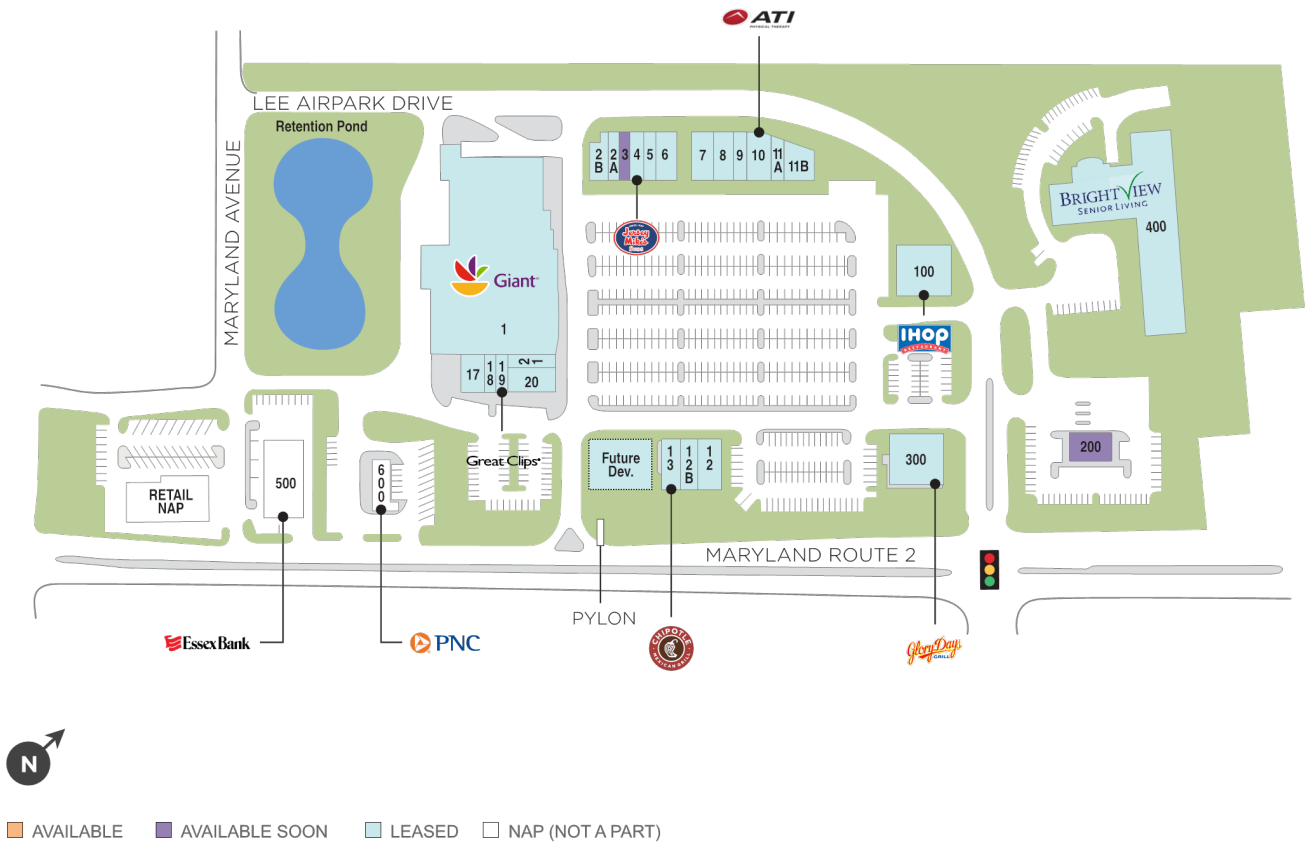 ATI
PHYSICAL THERAPY
LEE AIRPARK DRIVE
Retention Pond
MARYLAND AVENUE
2
B
2
A
3
4
5
6
7
8
9
10
11
A
11B
Jersey
Mike's
SUBS
BRIGHTVIEW
SENIOR LIVING
400
Giant
1
100
IHOP
RESTAURANT
17
1
8
1
9
2
1
20
Great Clips
RETAIL
NAP
500
6
0
0
Future
Dev.
1
3
1
2
B
1
2
300
200
MARYLAND ROUTE 2
PYLON
Essex Bank
PNC
CHIPOTLE
MEXICAN GRILL
Glory Days
GRILL
N
AVAILABLE
AVAILABLE SOON
LEASED
NAP (NOT A PART)